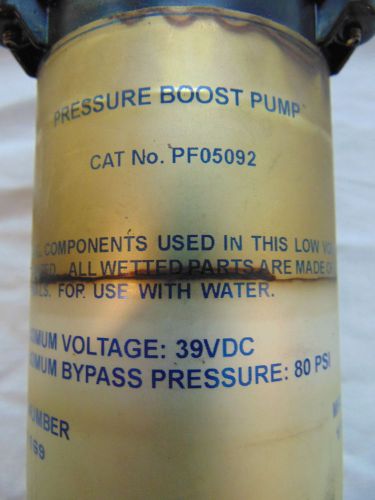 PRESSURE BOOST PUMP
CAT No. PF05092
COMPONENTS USED IN THIS LOW
ALL WETTED PARTS ARE MADE
FOR USE WITH WATER.
VOLTAGE: 39VDC
BYPASS PRESSURE: 80 PSI
NUMBER
169